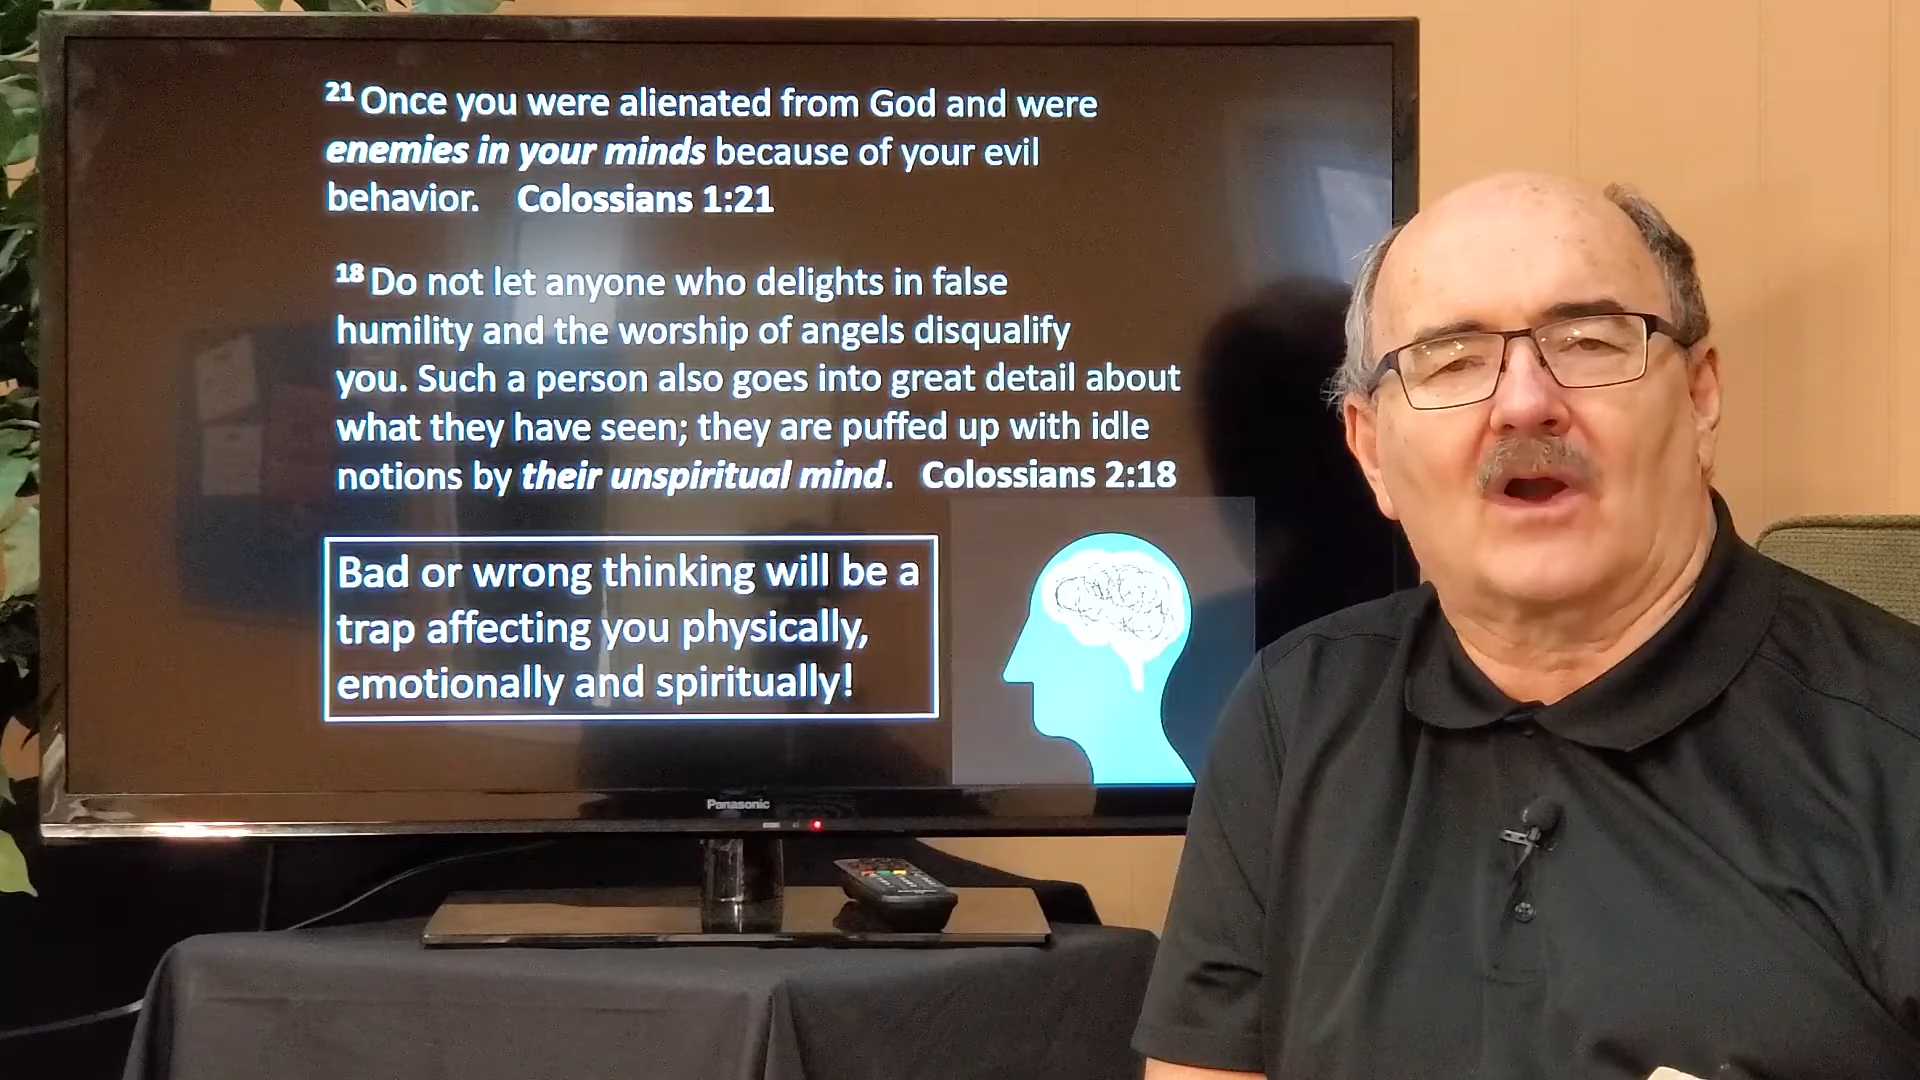 21 Once you were alienated from God and were
enemies in your minds because of your evil
behavior. Colossians 1:21
18 Do not let anyone who delights in false
humility and the worship of angels disqualify
you. Such a person also goes into great detail about
what they have seen; they are puffed up with idle
notions by their unspiritual mind. Colossians 2:18
Bad or wrong thinking will be a
trap affecting you physically,
emotionally and spiritually!
Panasonic